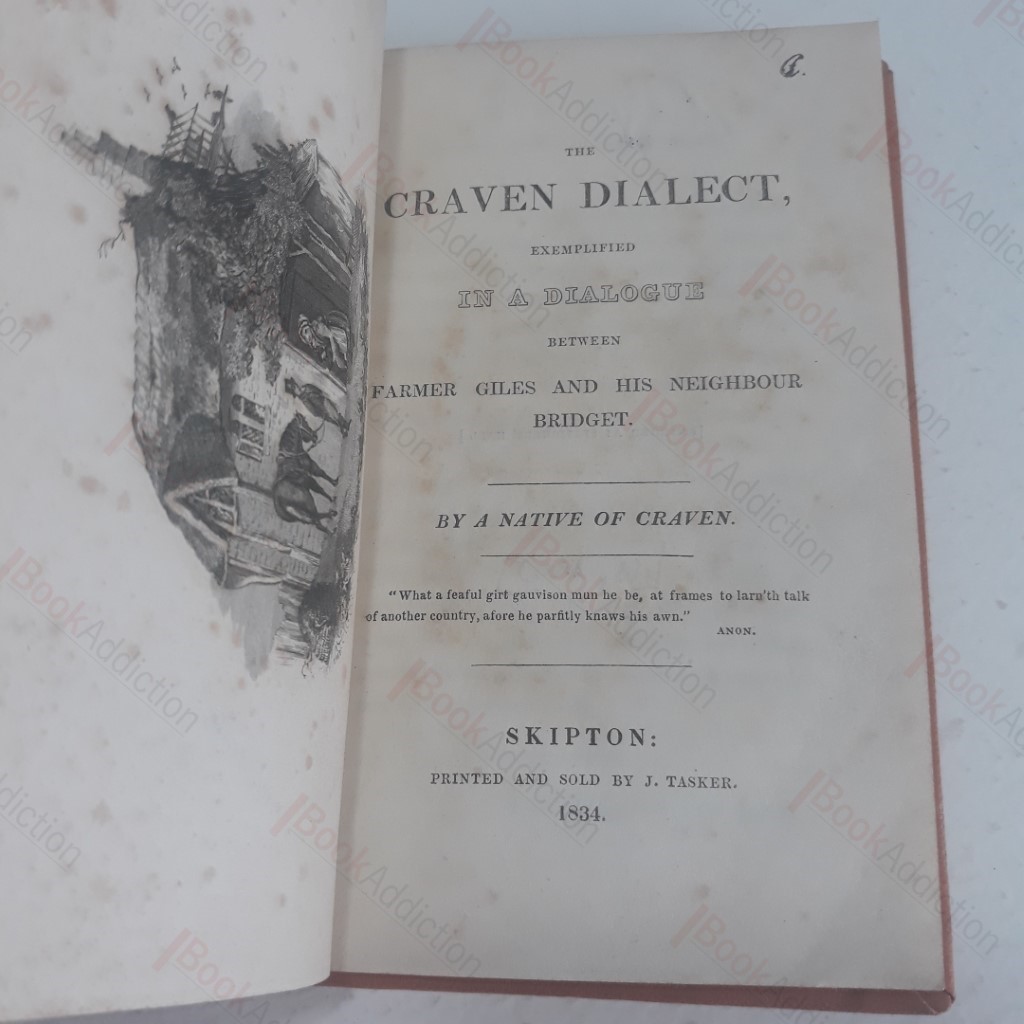 THE
CRAVEN DIALECT,
EXEMPLIFIED
IN A DIALOGUE
BETWEEN
FARMER GILES AND HIS NEIGHBOUR
BRIDGET.
BY A NATIVE OF CRAVEN.
"What a feaful girt gauvison mun he be, at frames to larn'th talk
of another country, afore he parfitly knaws his awn."
ANON.
SKIPTON:
PRINTED AND SOLD BY J. TASKER.
1834.
BookAddiction